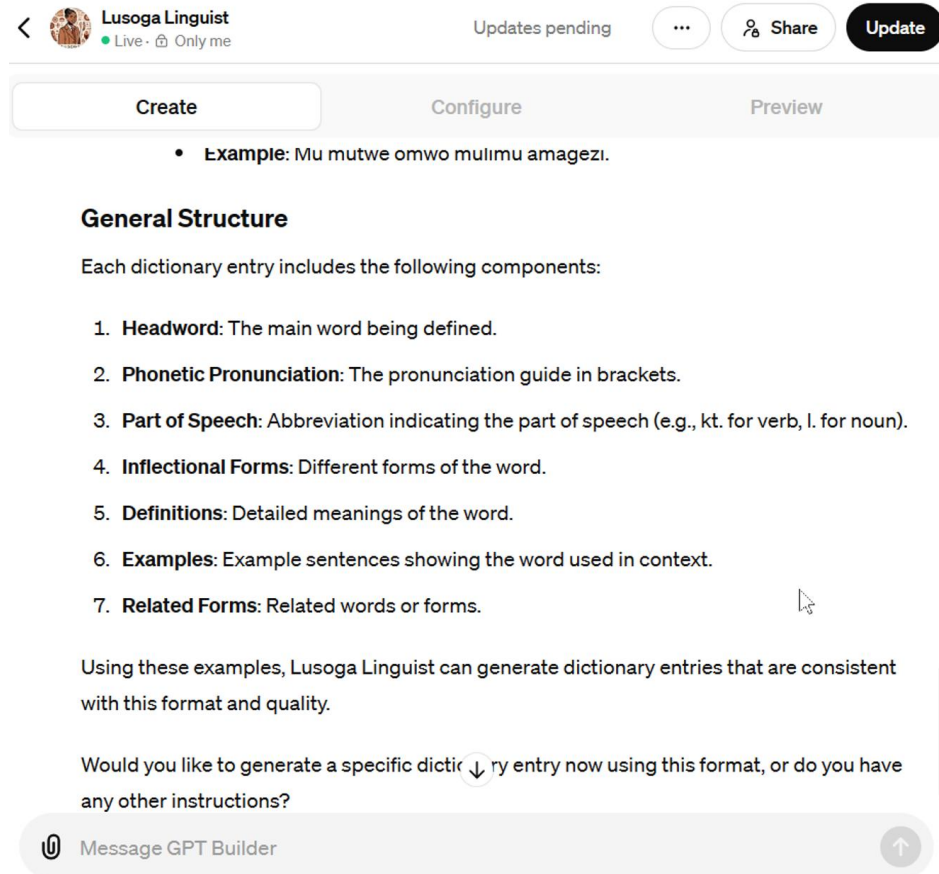 Lusoga Linguist
Live · Only me
Updates pending
...
Share
Update
Create
Configure
Preview
• Example: Mu mutwe omwo mulimu amagezi.
General Structure
Each dictionary entry includes the following components:
1. Headword: The main word being defined.
2. Phonetic Pronunciation: The pronunciation guide in brackets.
3. Part of Speech: Abbreviation indicating the part of speech (e.g., kt. for verb, l. for noun).
4. Inflectional Forms: Different forms of the word.
5. Definitions: Detailed meanings of the word.
6. Examples: Example sentences showing the word used in context.
7. Related Forms: Related words or forms.
Using these examples, Lusoga Linguist can generate dictionary entries that are consistent
with this format and quality.
Would you like to generate a specific dictionary entry now using this format, or do you have
any other instructions?
Message GPT Builder